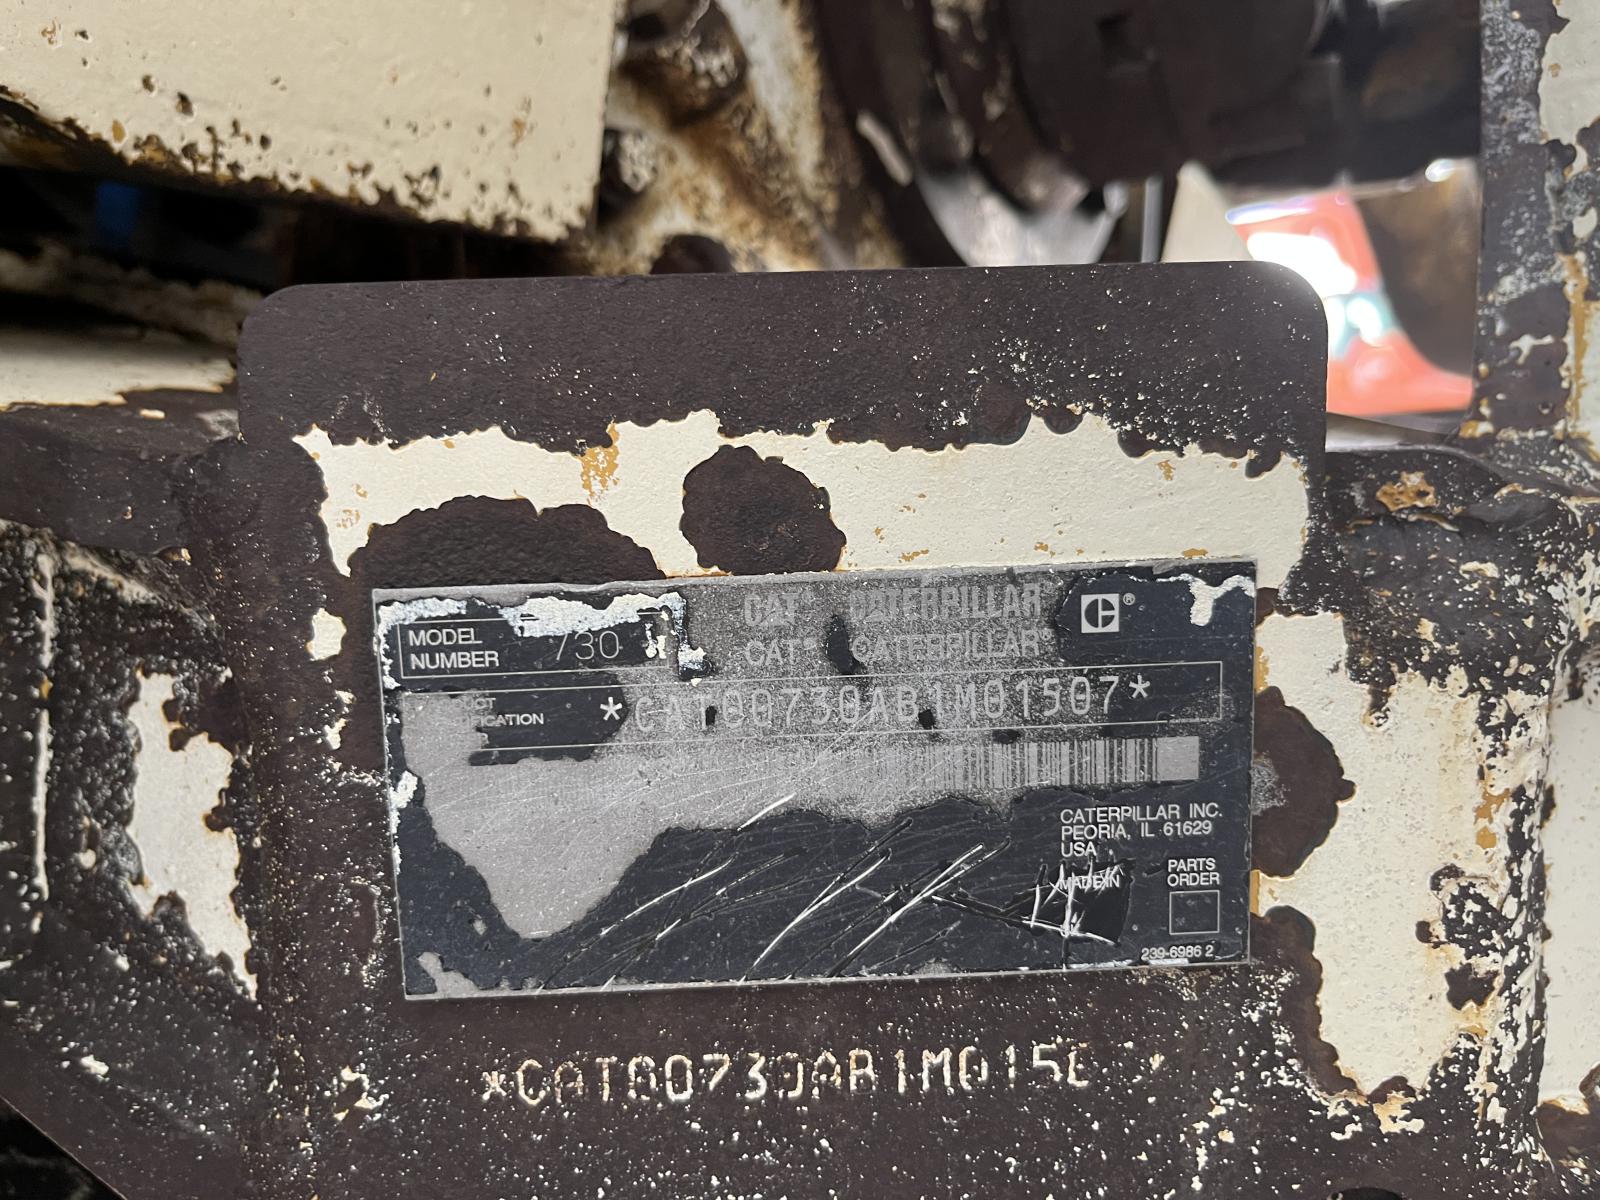 CAT® CATERPILLAR ®
CAT® CATERPILLAR®
MODEL
NUMBER 730
*CAT00730AB1M01507*
CATERPILLAR INC.
PEORIA, IL 61629
USA
MADE IN
PARTS
ORDER
239-6986 2
*CAT00730AB1M015